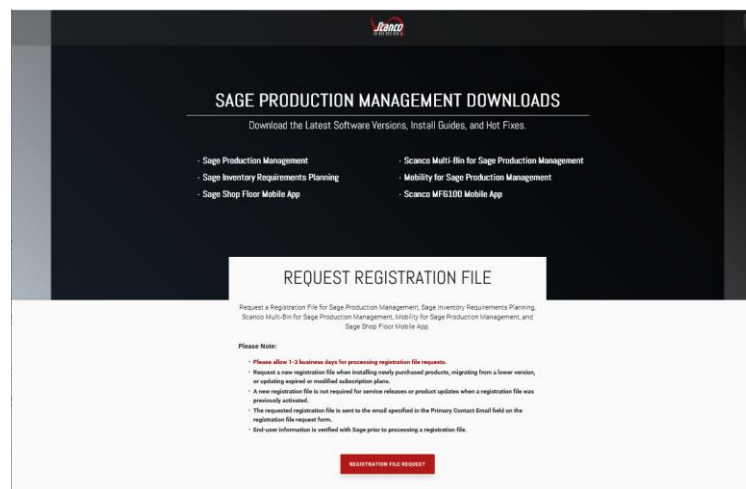 Scanco
SAGE PRODUCTION MANAGEMENT DOWNLOADS
Download the Latest Software Versions, Install Guides, and Hot Fixes.
- Sage Production Management
- Sage Inventory Requirements Planning
- Sage Shop Floor Mobile App
- Scanco Multi-Bin for Sage Production Management
- Mobility for Sage Production Management
- Scanco MFG100 Mobile App
REQUEST REGISTRATION FILE
Request a Registration File for Sage Production Management, Sage Inventory Requirements Planning,
Scanco Multi-Bin for Sage Production Management, Mobility for Sage Production Management, and
Sage Shop Floor Mobile App.
Please Note:
- Please allow 1-3 business days for processing registration file requests.
- Request a new registration file when installing newly purchased products, migrating from a lower version,
or updating expired or modified subscription plans.
- A new registration file is not required for service releases or product updates when a registration file was
previously activated.
- The requested registration file is sent to the email specified in the Primary Contact Email field on the
registration file request form.
- End-user information is verified with Sage prior to processing a registration file.
REGISTRATION FILE REQUEST